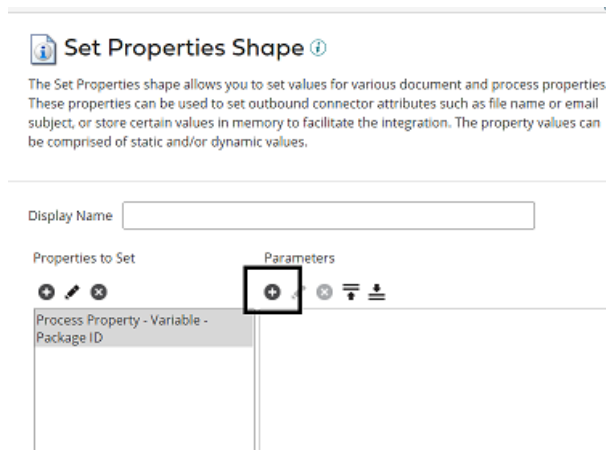 Set Properties Shape
The Set Properties shape allows you to set values for various document and process properties
These properties can be used to set outbound connector attributes such as file name or email
subject, or store certain values in memory to facilitate the integration. The property values can
be comprised of static and/or dynamic values.
Display Name
Properties to Set
Parameters
Process Property - Variable -
Package ID